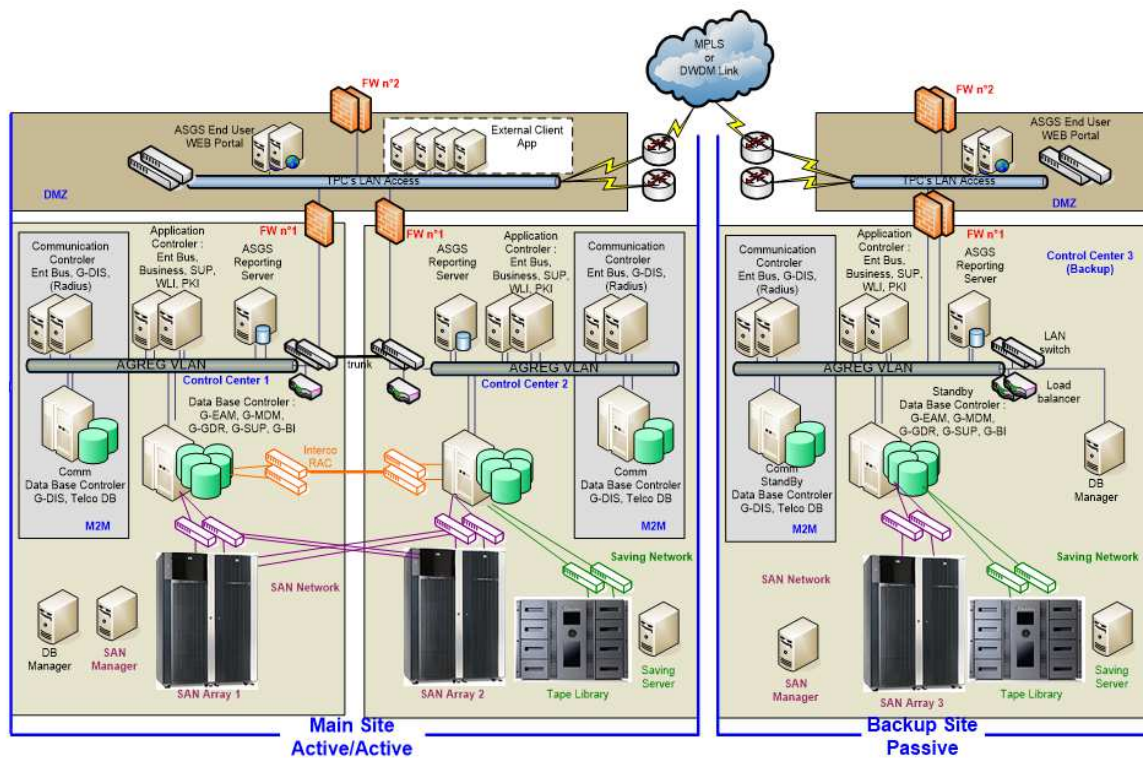 MPLS
or
DWDM Link
FW n°2
ASGS End User
WEB Portal
External Client
App
TPC's LAN Access
DMZ
FW n°2
ASGS End User
WEB Portal
TPC's LAN Access
DMZ
FW n°1
Communication
Controler
Ent Bus, G-DIS,
(Radius)
Application
Controler :
Ent Bus,
Business, SUP,
WLI, PKI
ASGS
Reporting
Server
AGREG VLAN
Control Center 1
trunk
Data Base Controler :
G-EAM, G-MDM,
G-GDR, G-SUP, G-BI
Comm
Data Base Controler
G-DIS, Telco DB
M2M
Interco
RAC
SAN Network
DB
Manager
SAN
Manager
SAN Array 1
FW n°1
ASGS
Reporting
Server
Application
Controler :
Ent Bus,
Business, SUP,
WLI, PKI
Communication
Controler
Ent Bus, G-DIS,
(Radius)
AGREG VLAN
Control Center 2
Comm
Data Base Controler
G-DIS, Telco DB
M2M
Saving Network
SAN Array 2
Tape Library
Saving
Server
Main Site
Active/Active
FW n°1
Communication
Controler
Ent Bus, G-DIS,
(Radius)
Application
Controler :
Ent Bus,
Business, SUP,
WLI, PKI
ASGS
Reporting
Server
Control Center 3
(Backup)
LAN
switch
AGREG VLAN
Load
balancer
Standby
Data Base Controler :
G-EAM, G-MDM,
G-GDR, G-SUP, G-BI
Comm
StandBy
Data Base Controler
G-DIS, Telco DB
M2M
DB
Manager
SAN Network
Saving Network
SAN
Manager
SAN Array 3
Tape Library
Saving
Server
Backup Site
Passive